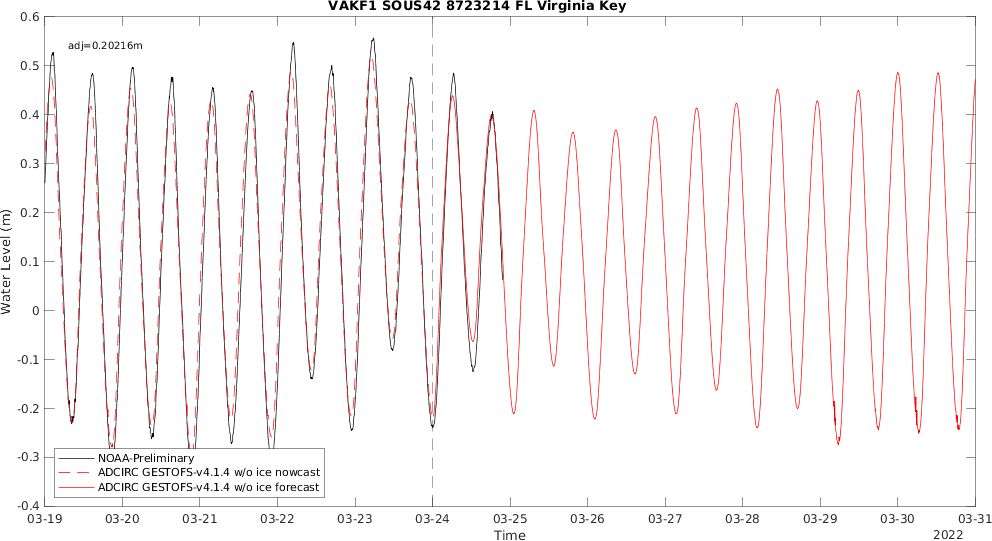 VAKF1 SOUS42 8723214 FL Virginia Key
adj=0.20216m
0.6
0.5
0.4
0.3
0.2
0.1
0
-0.1
-0.2
-0.3
-0.4
Water Level (m)
NOAA-Preliminary
ADCIRC GESTOFS-v4.1.4 w/o ice nowcast
ADCIRC GESTOFS-v4.1.4 w/o ice forecast
03-19 03-20 03-21 03-22 03-23 03-24 03-25 03-26 03-27 03-28 03-29 03-30 03-31
Time
2022